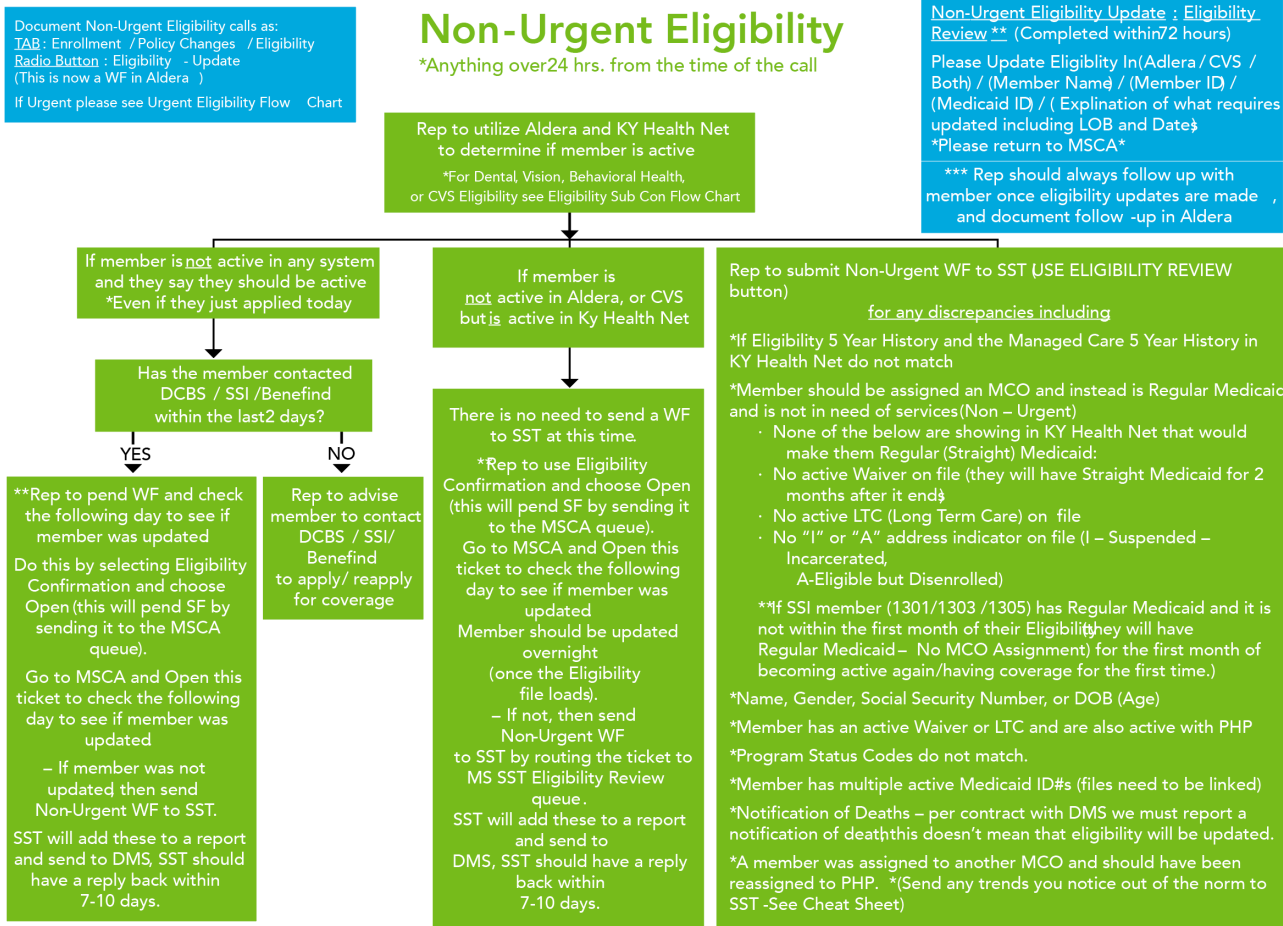 Document Non-Urgent Eligibility calls as:
TAB : Enrollment / Policy Changes / Eligibility
Radio Button : Eligibility - Update
(This is now a WF in Aldera )
If Urgent please see Urgent Eligibility Flow Chart
Non-Urgent Eligibility
*Anything over24 hrs. from the time of the call
Non-Urgent Eligibility Update : Eligibility
Review ** (Completed within72 hours)
Please Update Eligiblity In(Adlera / CVS /
Both) / (Member Name) / (Member ID) /
(Medicaid ID) / ( Explination of what requires
updated including LOB and Dates)
*Please return to MSCA*
*** Rep should always follow up with
member once eligibility updates are made ,
and document follow -up in Aldera
Rep to utilize Aldera and KY Health Net
to determine if member is active
*For Dental, Vision, Behavioral Health,
or CVS Eligibility see Eligibility Sub Con Flow Chart
If member is not active in any system
and they say they should be active
*Even if they just applied today
Has the member contacted
DCBS / SSI /Benefind
within the last2 days?
YES
NO
**Rep to pend WF and check
the following day to see if
member was updated
Do this by selecting Eligibility
Confirmation and choose
Open (this will pend SF by
sending it to the MSCA
queue).
Go to MSCA and Open this
ticket to check the following
day to see if member was
updated.
– If member was not
updated, then send
Non-Urgent WF to SST.
SST will add these to a report
and send to DMS, SST should
have a reply back within
7-10 days.
Rep to advise
member to contact
DCBS / SSI/
Benefind
to apply/ reapply
for coverage
If member is
not active in Aldera, or CVS
but is active in Ky Health Net
There is no need to send a WF
to SST at this time.
**Rep to use Eligibility
Confirmation and choose Open
(this will pend SF by sending it
to the MSCA queue).
Go to MSCA and Open this
ticket to check the following
day to see if member was
updated.
Member should be updated
overnight
(once the Eligibility
file loads).
– If not, then send
Non-Urgent WF
to SST by routing the ticket to
MS SST Eligibility Review
queue .
SST will add these to a report
and send to
DMS, SST should have a reply
back within
7-10 days.
Rep to submit Non-Urgent WF to SST (USE ELIGIBILITY REVIEW
button)
for any discrepancies including:
*If Eligibility 5 Year History and the Managed Care 5 Year History in
KY Health Net do not match.
*Member should be assigned an MCO and instead is Regular Medicaid
and is not in need of services (Non – Urgent)
· None of the below are showing in KY Health Net that would
make them Regular (Straight) Medicaid:
· No active Waiver on file (they will have Straight Medicaid for 2
months after it ends)
· No active LTC (Long Term Care) on file
· No “I” or “A” address indicator on file (I – Suspended –
Incarcerated,
A-Eligible but Disenrolled)
**If SSI member (1301/1303 /1305) has Regular Medicaid and it is
not within the first month of their Eligibility(they will have
Regular Medicaid – No MCO Assignment) for the first month of
becoming active again/having coverage for the first time.)
*Name, Gender, Social Security Number, or DOB (Age)
*Member has an active Waiver or LTC and are also active with PHP
*Program Status Codes do not match.
*Member has multiple active Medicaid ID#s (files need to be linked)
*Notification of Deaths – per contract with DMS we must report a
notification of death;this doesn’t mean that eligibility will be updated.
*A member was assigned to another MCO and should have been
reassigned to PHP. *(Send any trends you notice out of the norm to
SST -See Cheat Sheet)